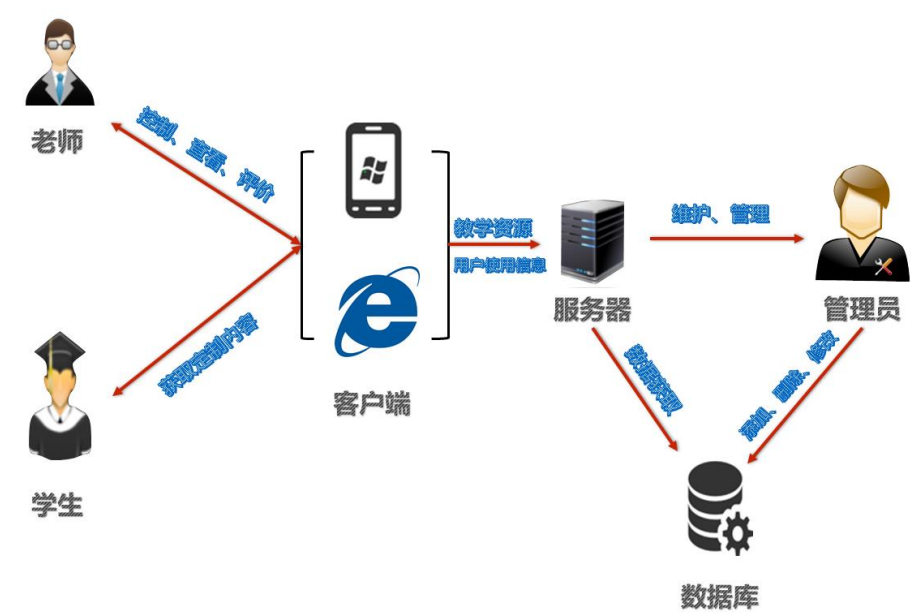 老师
控制、查看、评价
教学资源
用户使用信息
维护、管理
服务器
管理员
获取定制内容
客户端
数据获取
添加、删除、修改
学生
数据库